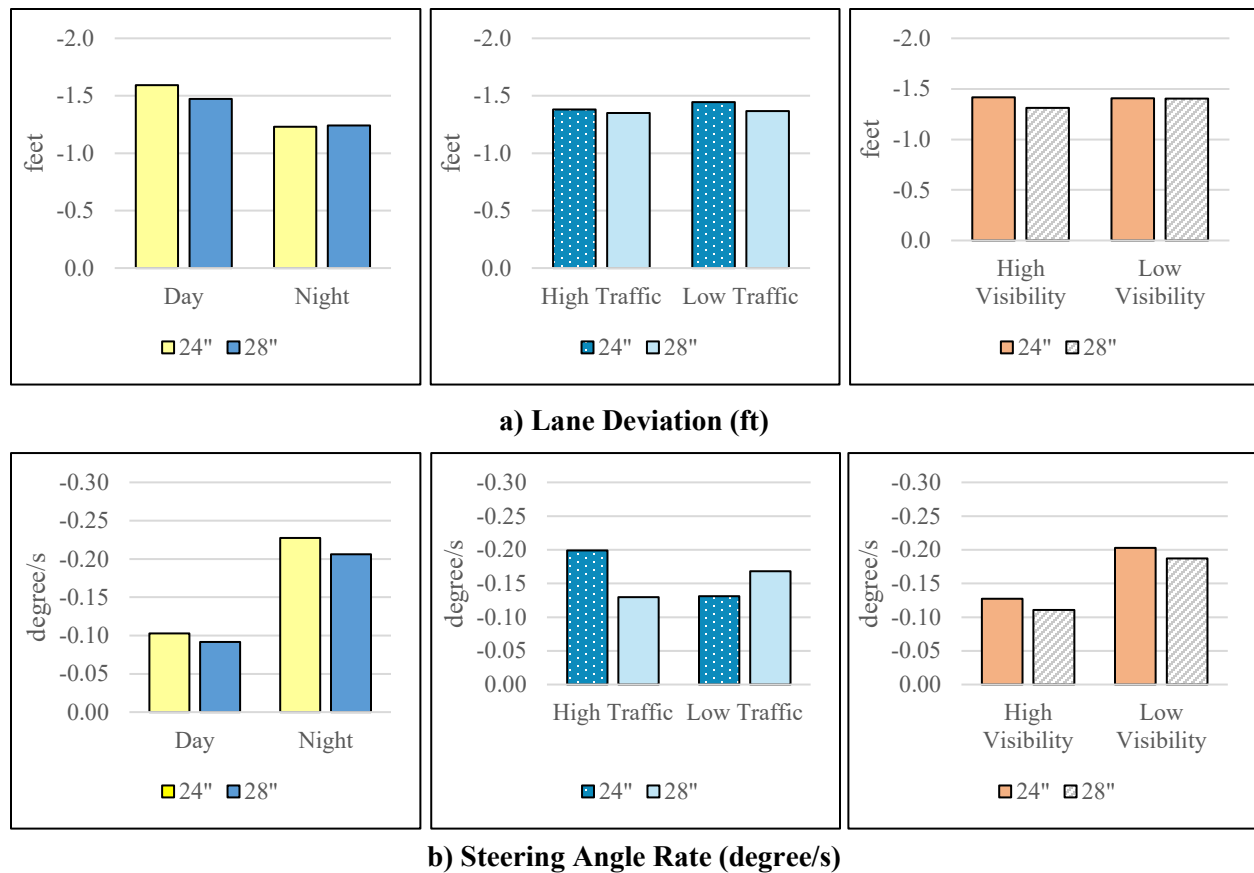 -2.0
-1.5
-1.0
-0.5
0.0
feet
Day Night
24" 28"
-2.0
-1.5
-1.0
-0.5
0.0
feet
High Traffic Low Traffic
24" 28"
-2.0
-1.5
-1.0
-0.5
0.0
feet
High Low
Visibility Visibility
24" 28"
a) Lane Deviation (ft)
-0.30
-0.25
-0.20
-0.15
-0.10
-0.05
0.00
degree/s
Day Night
24" 28"
-0.30
-0.25
-0.20
-0.15
-0.10
-0.05
0.00
degree/s
High Traffic Low Traffic
24" 28"
-0.30
-0.25
-0.20
-0.15
-0.10
-0.05
0.00
degree/s
High Low
Visibility Visibility
24" 28"
b) Steering Angle Rate (degree/s)